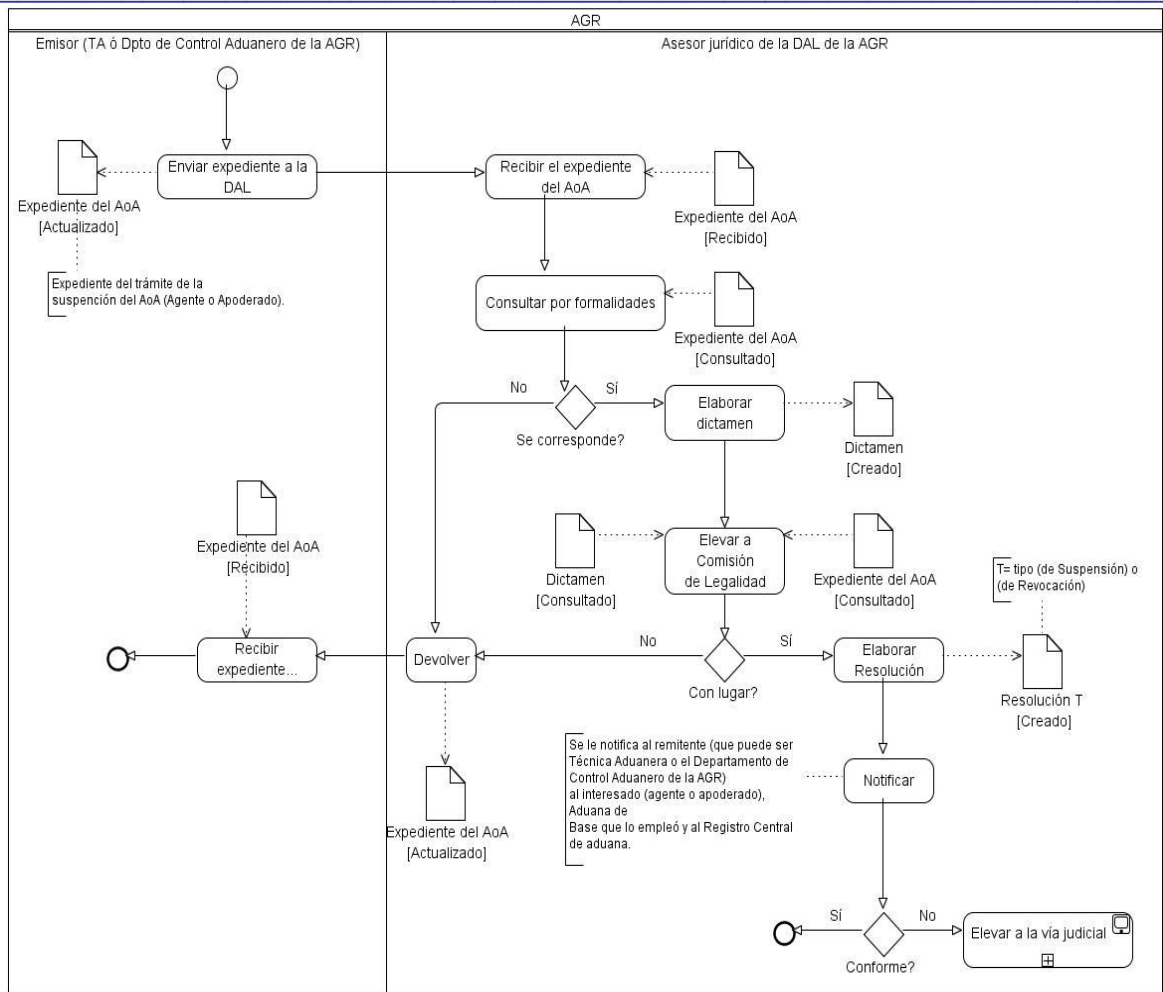 AGR
Emisor (TA ó Dpto de Control Aduanero de la AGR)
Asesor jurídico de la DAL de la AGR
Enviar expediente a la
DAL
Expediente del AoA
[Actualizado]
Expediente del trámite de la
suspención del AoA (Agente o Apoderado).
Recibir el expediente
del AoA
Expediente del AoA
[Recibido]
Consultar por formalidades
Expediente del AoA
[Consultado]
No
Sí
Se corresponde?
Elaborar
dictamen
Dictamen
[Creado]
Expediente del AoA
[Recibido]
Dictamen
[Consultado]
Elevar a
Comisión
de Legalidad
Expediente del AoA
[Consultado]
T= tipo (de Suspensión) o
(de Revocación)
Recibir
expediente...
Devolver
No
Sí
Con lugar?
Elaborar
Resolución
Resolución T
[Creado]
Expediente del AoA
[Actualizado]
Se le notifica al remitente (que puede ser
Técnica Aduanera o el Departamento de
Control Aduanero de la AGR)
al interesado (agente o apoderado),
Aduana de
Base que lo empleó y al Registro Central
de aduana.
Notificar
Sí
No
Conforme?
Elevar a la vía judicial